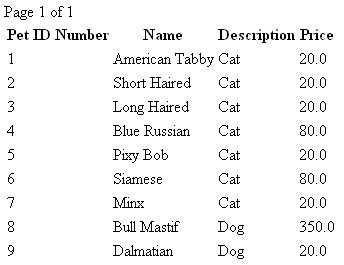 Page 1 of 1
Pet ID Number Name Description Price
1 American Tabby Cat 20.0
2 Short Haired Cat 20.0
3 Long Haired Cat 20.0
4 Blue Russian Cat 80.0
5 Pixy Bob Cat 20.0
6 Siamese Cat 80.0
7 Minx Cat 20.0
8 Bull Mastif Dog 350.0
9 Dalmatian Dog 20.0